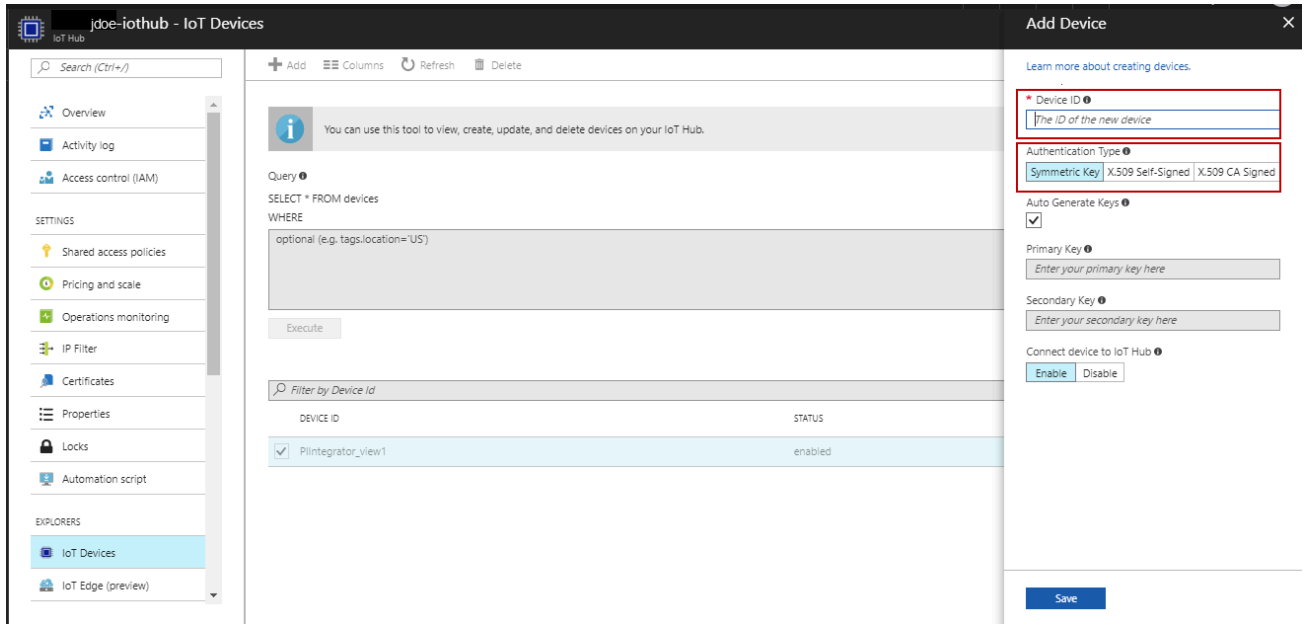 jdoe-iothub - IoT Devices
IoT Hub
Search (Ctrl+/)
Overview
Activity log
Access control (IAM)
SETTINGS
Shared access policies
Pricing and scale
Operations monitoring
IP Filter
Certificates
Properties
Locks
Automation script
EXPLORERS
IoT Devices
IoT Edge (preview)
Add Columns Refresh Delete
You can use this tool to view, create, update, and delete devices on your IoT Hub.
Query
SELECT * FROM devices
WHERE
optional (e.g. tags.location='US')
Execute
Filter by Device Id
DEVICE ID STATUS
PIIntegrator_view1 enabled
Add Device
Learn more about creating devices.
* Device ID
The ID of the new device
Authentication Type
Symmetric Key X.509 Self-Signed X.509 CA Signed
Auto Generate Keys
Primary Key
Enter your primary key here
Secondary Key
Enter your secondary key here
Connect device to IoT Hub
Enable Disable
Save